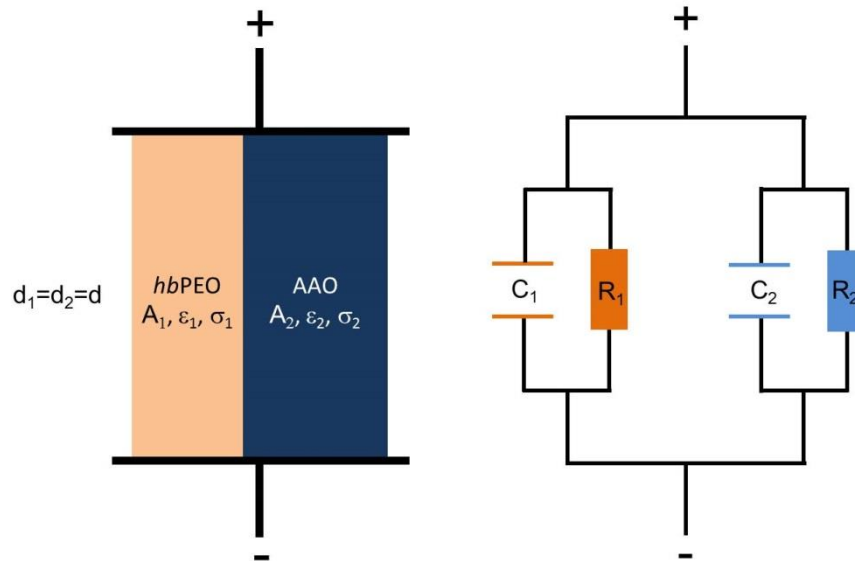 +
+
hbPEO
A₁, ε₁, σ₁
AAO
A₂, ε₂, σ₂
d₁=d₂=d
C₁
R₁
C₂
R₂
-
-